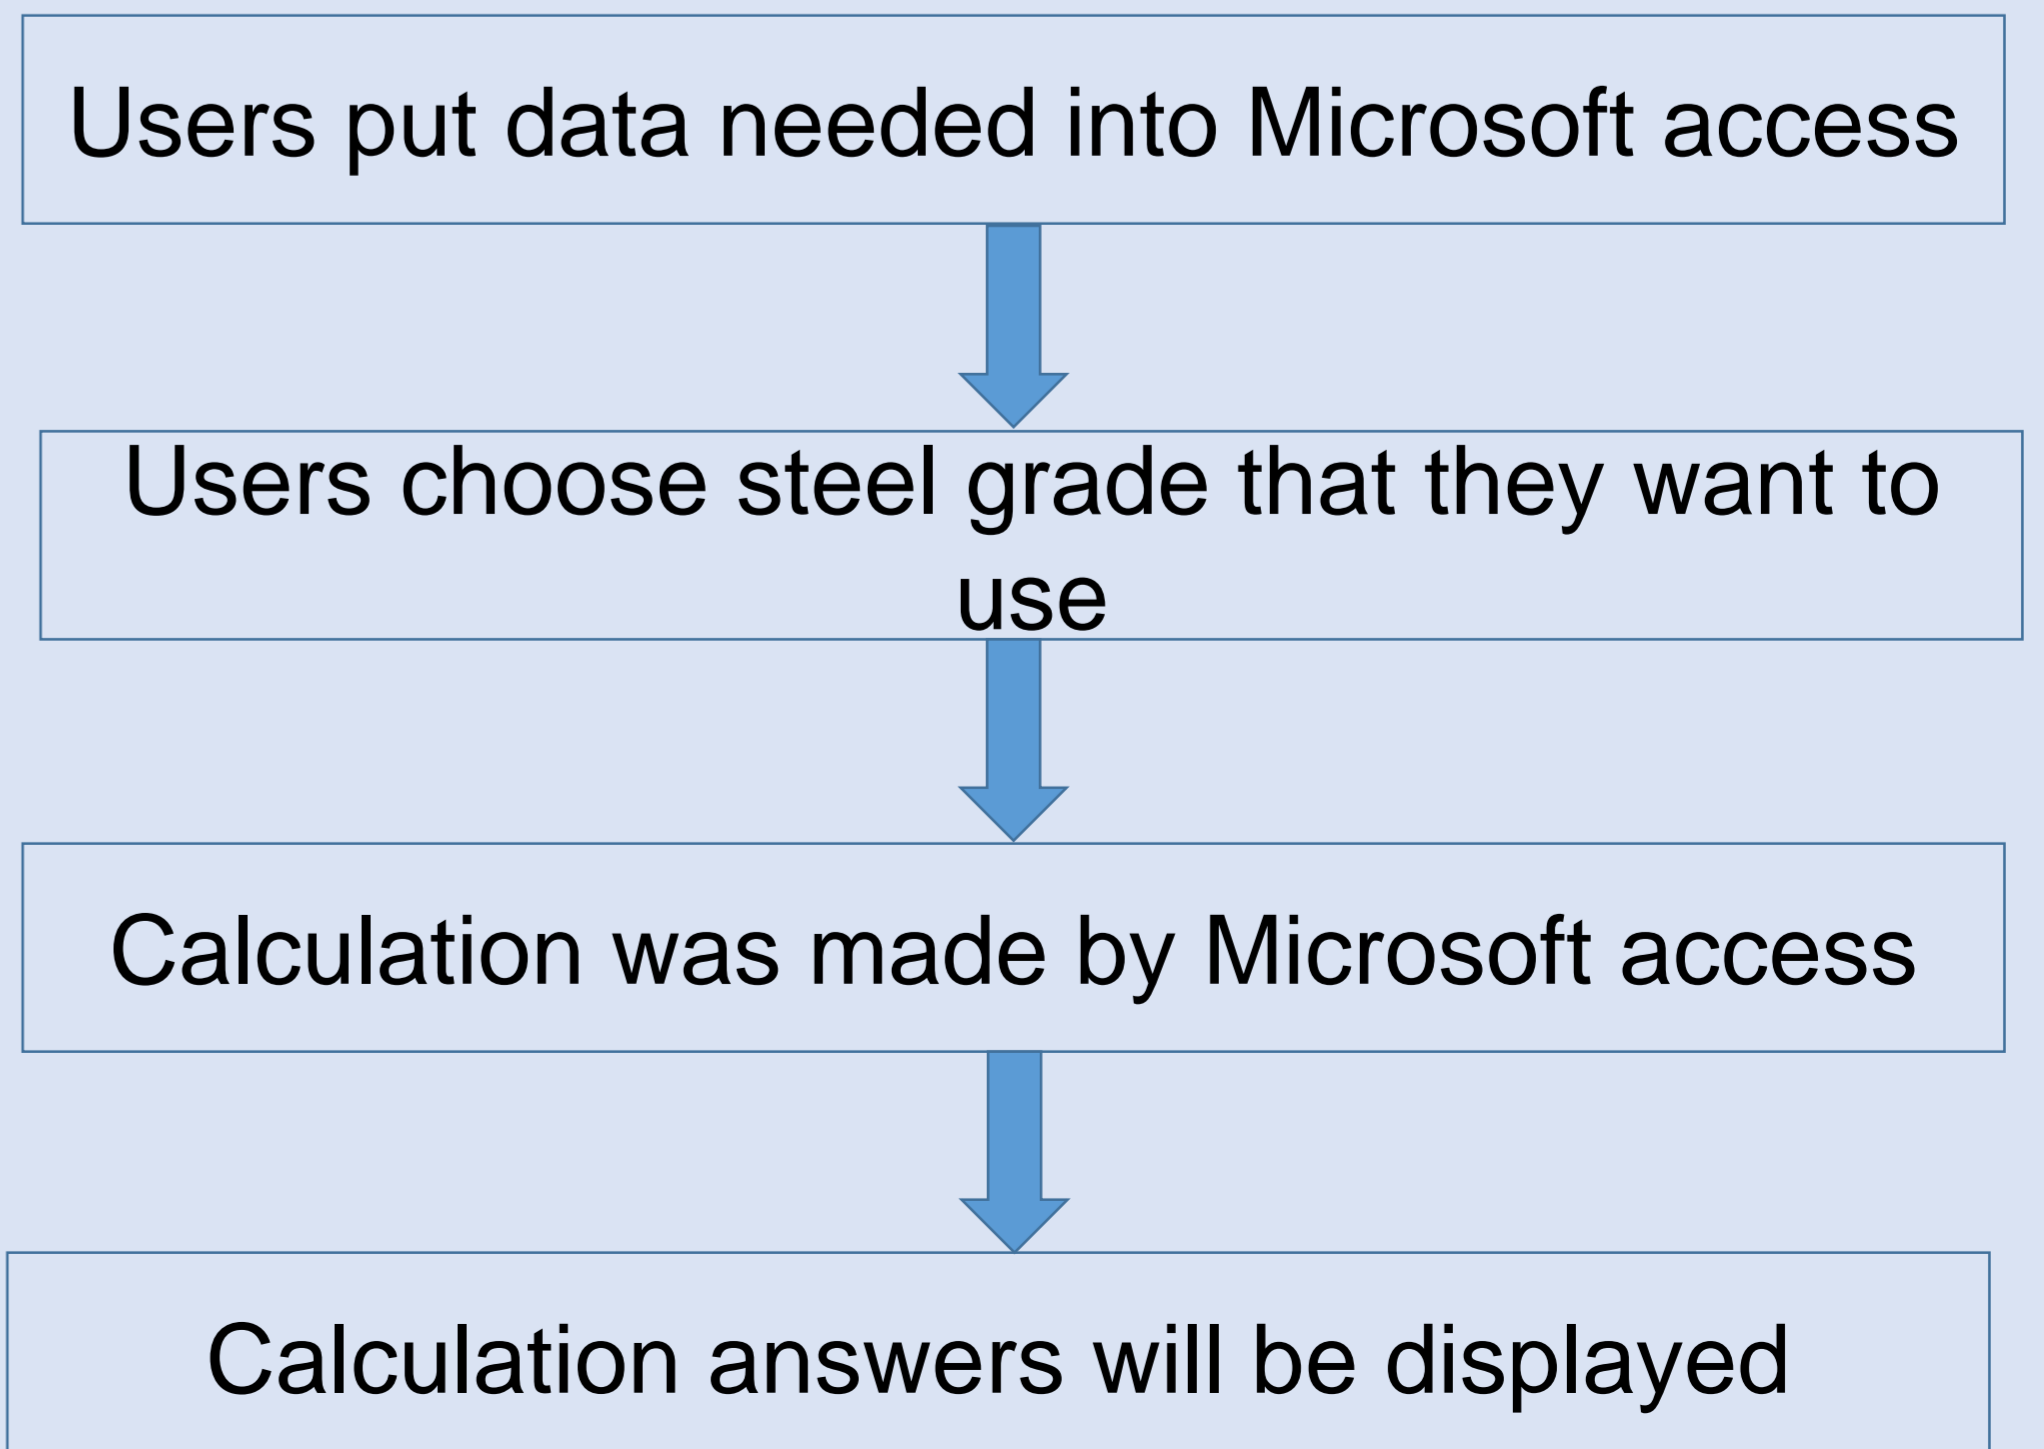 Users put data needed into Microsoft access
Users choose steel grade that they want to
use
Calculation was made by Microsoft access
Calculation answers will be displayed